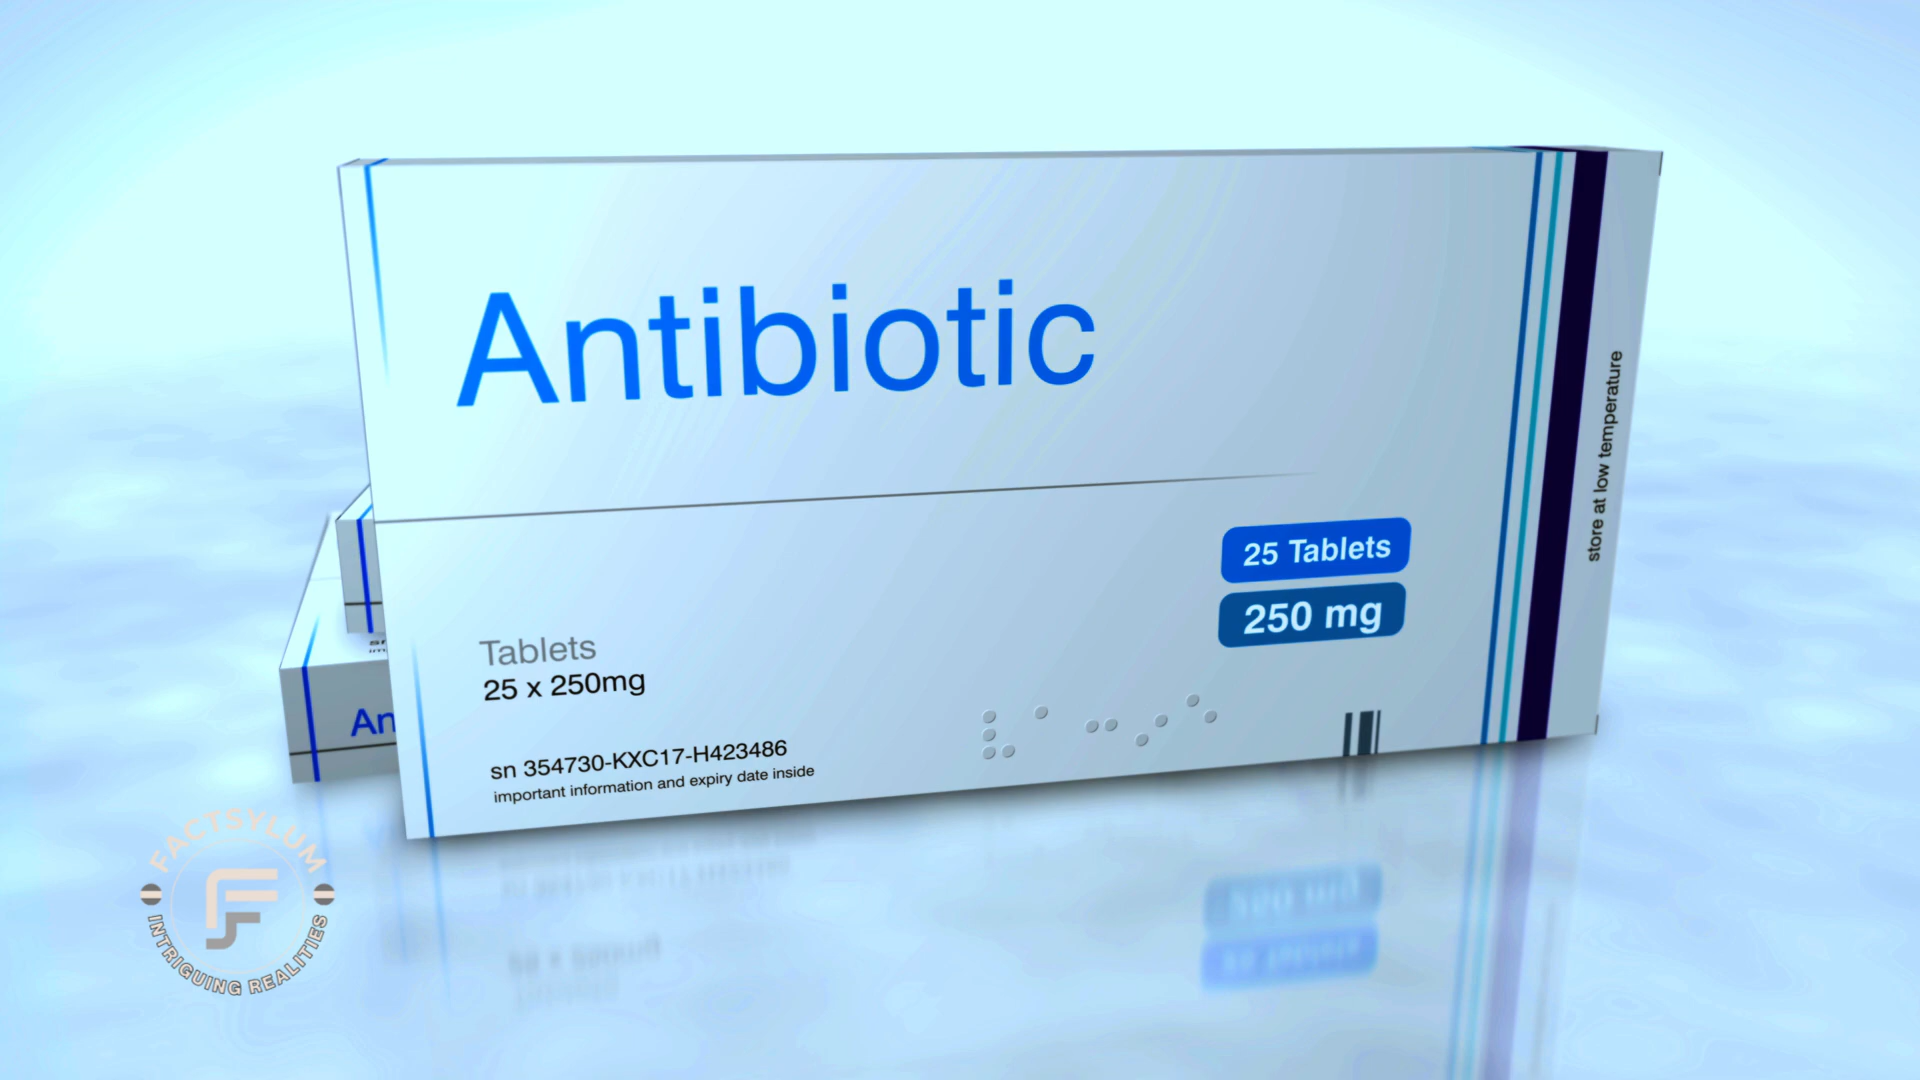 Antibiotic
25 Tablets
250 mg
Tablets
25 x 250mg
sn 354730-KXC17-H423486
important information and expiry date inside
store at low temperature
An
FACTSYLUM
INTRIGUING REALITIES